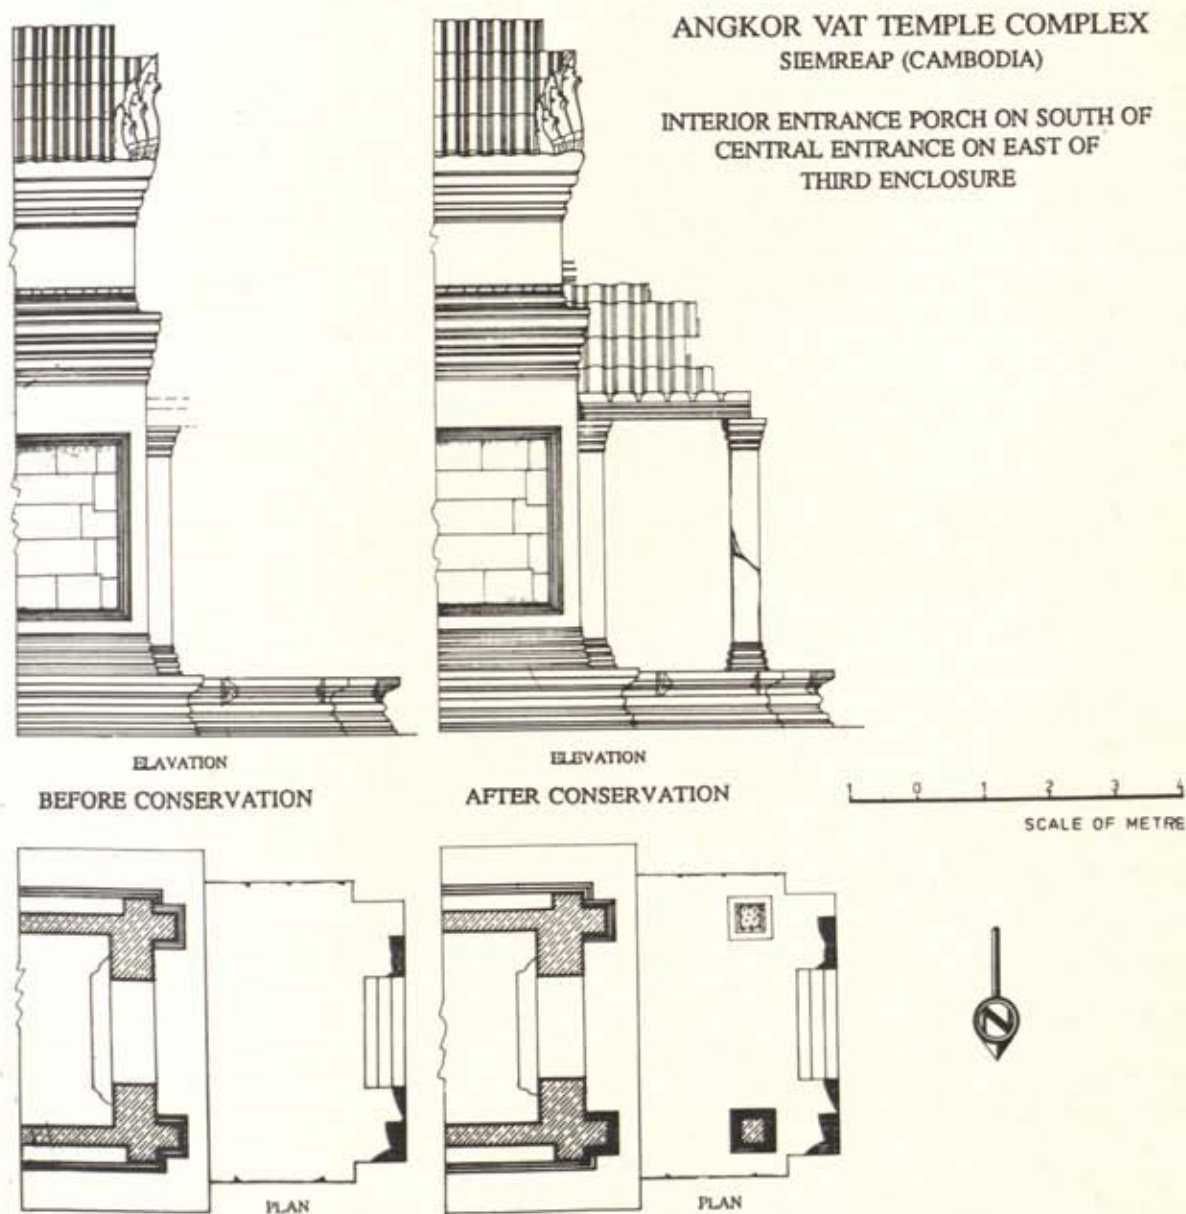 ANGKOR VAT TEMPLE COMPLEX
SIEMREAP (CAMBODIA)
INTERIOR ENTRANCE PORCH ON SOUTH OF
CENTRAL ENTRANCE ON EAST OF
THIRD ENCLOSURE
ELAVATION
ELEVATION
BEFORE CONSERVATION
AFTER CONSERVATION
1 0 1 2 3 4
SCALE OF METRE
N
PLAN
PLAN